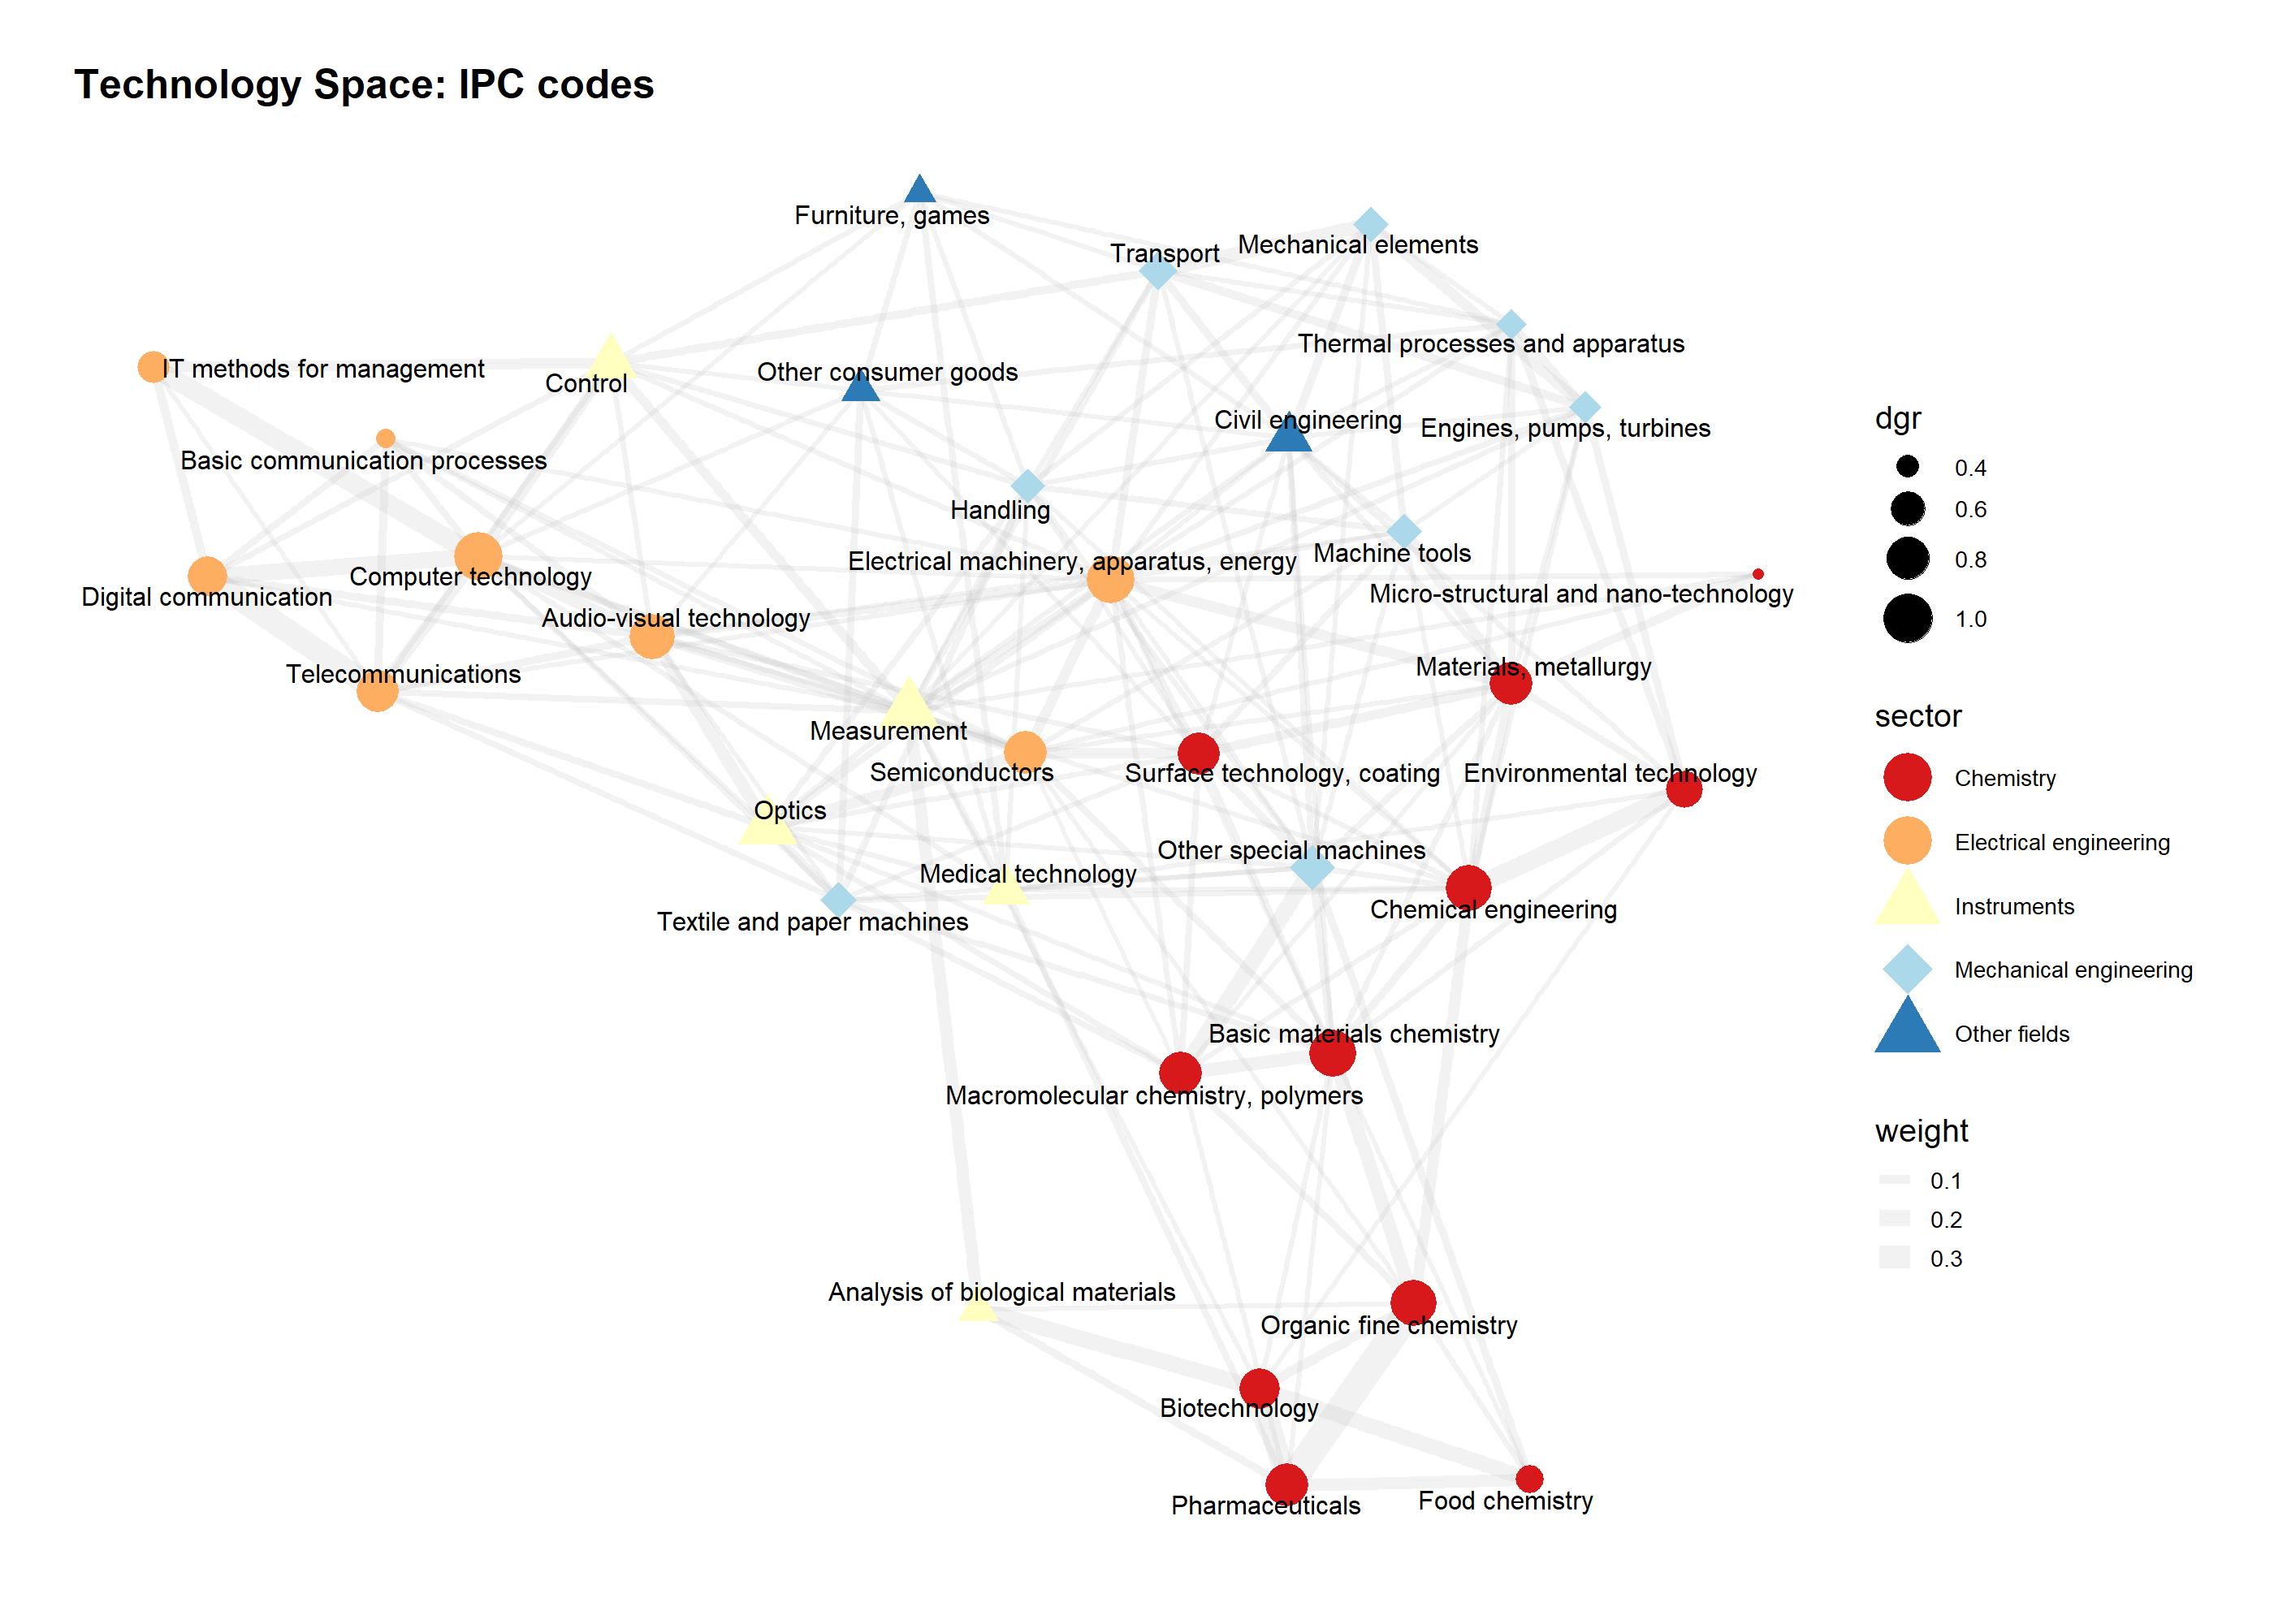 Technology Space: IPC codes
Furniture, games
Transport
Mechanical elements
Thermal processes and apparatus
IT methods for management
Control
Other consumer goods
Civil engineering
Engines, pumps, turbines
Basic communication processes
Handling
Electrical machinery, apparatus, energy
Machine tools
Computer technology
Digital communication
Micro-structural and nano-technology
Audio-visual technology
Telecommunications
Materials, metallurgy
Measurement
Semiconductors
Surface technology, coating
Environmental technology
Optics
Other special machines
Medical technology
Textile and paper machines
Chemical engineering
Basic materials chemistry
Macromolecular chemistry, polymers
Analysis of biological materials
Organic fine chemistry
Biotechnology
Pharmaceuticals
Food chemistry
dgr
0.4
0.6
0.8
1.0
sector
Chemistry
Electrical engineering
Instruments
Mechanical engineering
Other fields
weight
0.1
0.2
0.3